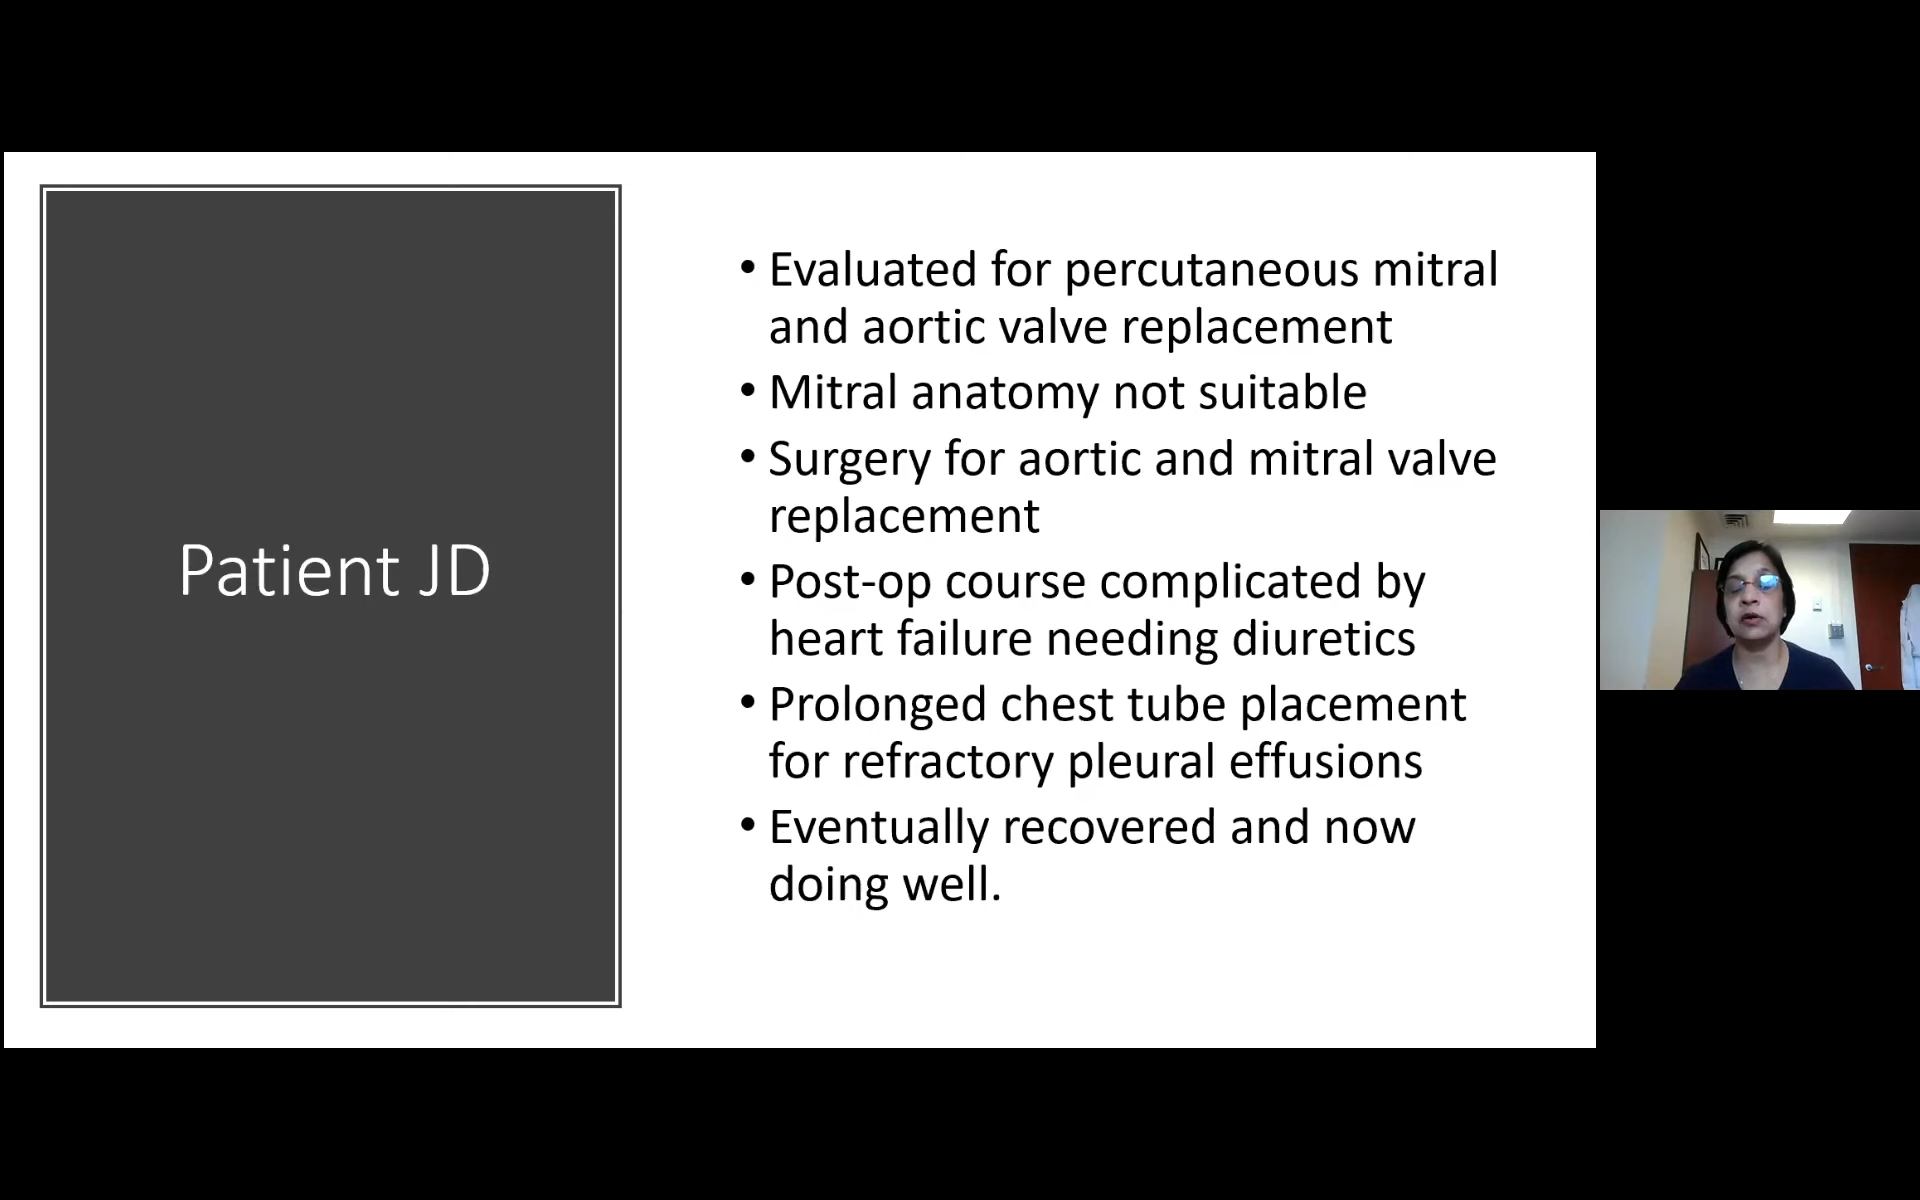 Patient JD
• Evaluated for percutaneous mitral
and aortic valve replacement
• Mitral anatomy not suitable
• Surgery for aortic and mitral valve
replacement
• Post-op course complicated by
heart failure needing diuretics
• Prolonged chest tube placement
for refractory pleural effusions
• Eventually recovered and now
doing well.